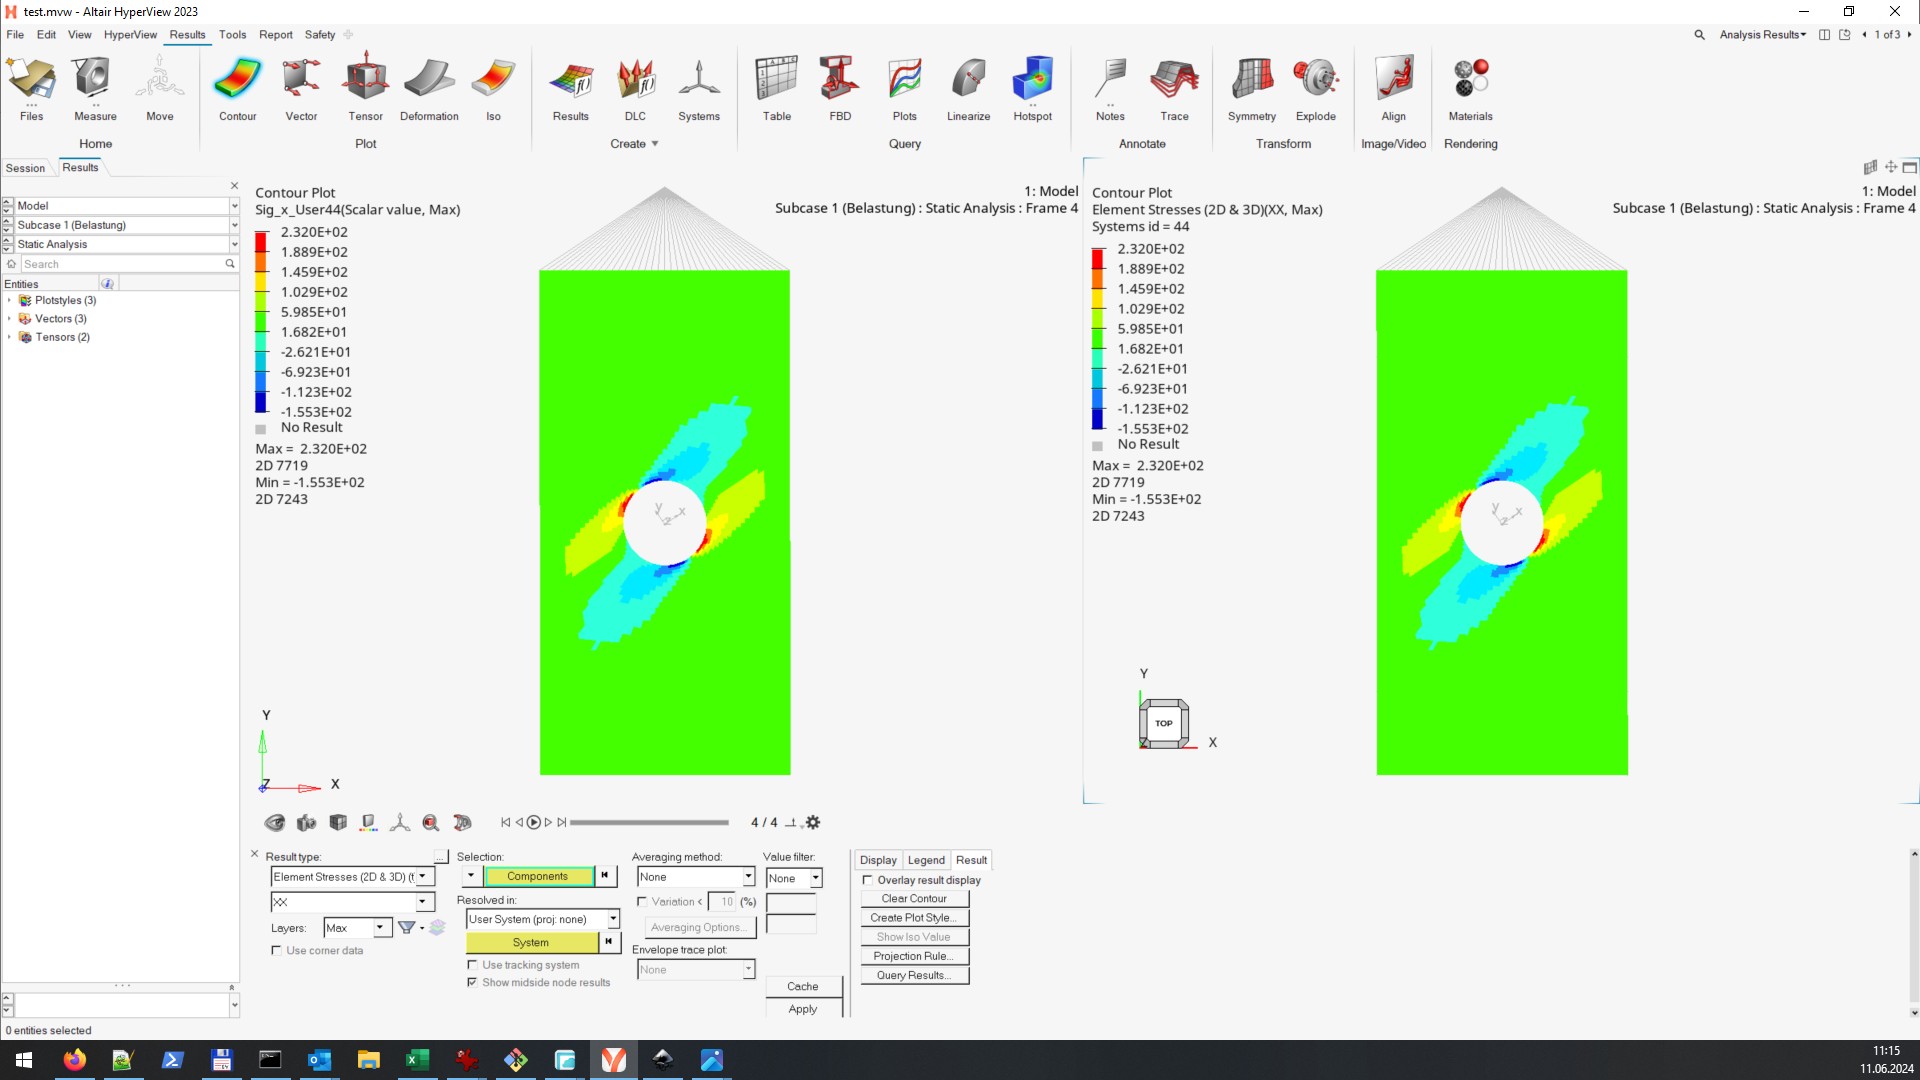 test.mvw - Altair HyperView 2023
File Edit View HyperView Results Tools Report Safety
Analysis Results 1 of 3
Files Measure Move Contour Vector Tensor Deformation Iso Results DLC Systems Table FBD Plots Linearize Hotspot Notes Trace Symmetry Explode Align Materials
Home Plot Create Query Annotate Transform Image/Video Rendering
Session Results
Model
Subcase 1 (Belastung)
Static Analysis
Search
Entities
Plotstyles (3)
Vectors (3)
Tensors (2)
0 entities selected
Contour Plot
Sig_x_User44(Scalar value, Max)
2.320E+02
1.889E+02
1.459E+02
1.029E+02
5.985E+01
1.682E+01
-2.621E+01
-6.923E+01
-1.123E+02
-1.553E+02
No Result
Max = 2.320E+02
2D 7719
Min = -1.553E+02
2D 7243
1: Model
Subcase 1 (Belastung) : Static Analysis : Frame 4
y
x
z
Y
Z X
Contour Plot
Element Stresses (2D & 3D)(XX, Max)
Systems id = 44
2.320E+02
1.889E+02
1.459E+02
1.029E+02
5.985E+01
1.682E+01
-2.621E+01
-6.923E+01
-1.123E+02
-1.553E+02
No Result
Max = 2.320E+02
2D 7719
Min = -1.553E+02
2D 7243
1: Model
Subcase 1 (Belastung) : Static Analysis : Frame 4
y
x
z
Y
TOP
Z X
4 / 4
Result type:
...
Element Stresses (2D & 3D) (t
XX
Layers: Max
Use corner data
Selection:
Components
Resolved in:
User System (proj: none)
System
Use tracking system
Show midside node results
Averaging method:
None
Variation < 10 (%)
Averaging Options...
Envelope trace plot:
None
Value filter:
None
Cache
Apply
Display Legend Result
Overlay result display
Clear Contour
Create Plot Style...
Show Iso Value
Projection Rule...
Query Results...
11:15
11.06.2024